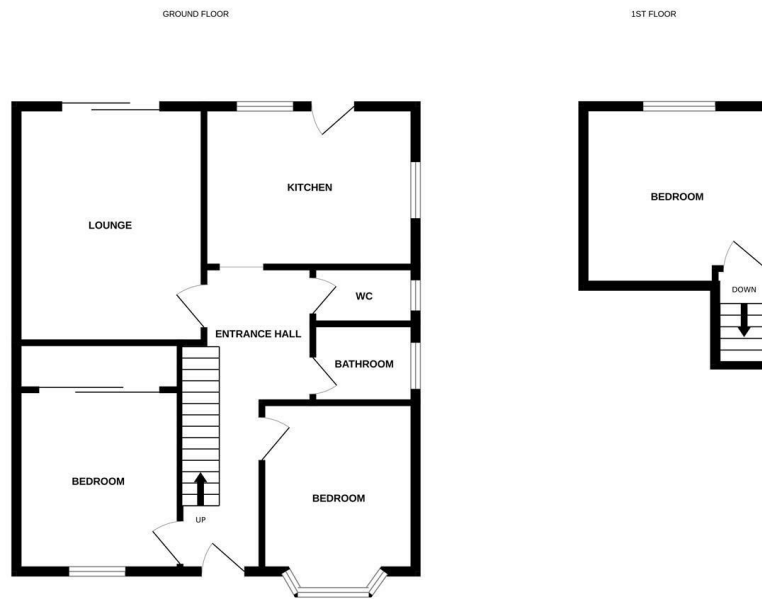 GROUND FLOOR
1ST FLOOR
KITCHEN
BEDROOM
LOUNGE
DOWN
WC
ENTRANCE HALL
BATHROOM
BEDROOM
BEDROOM
UP